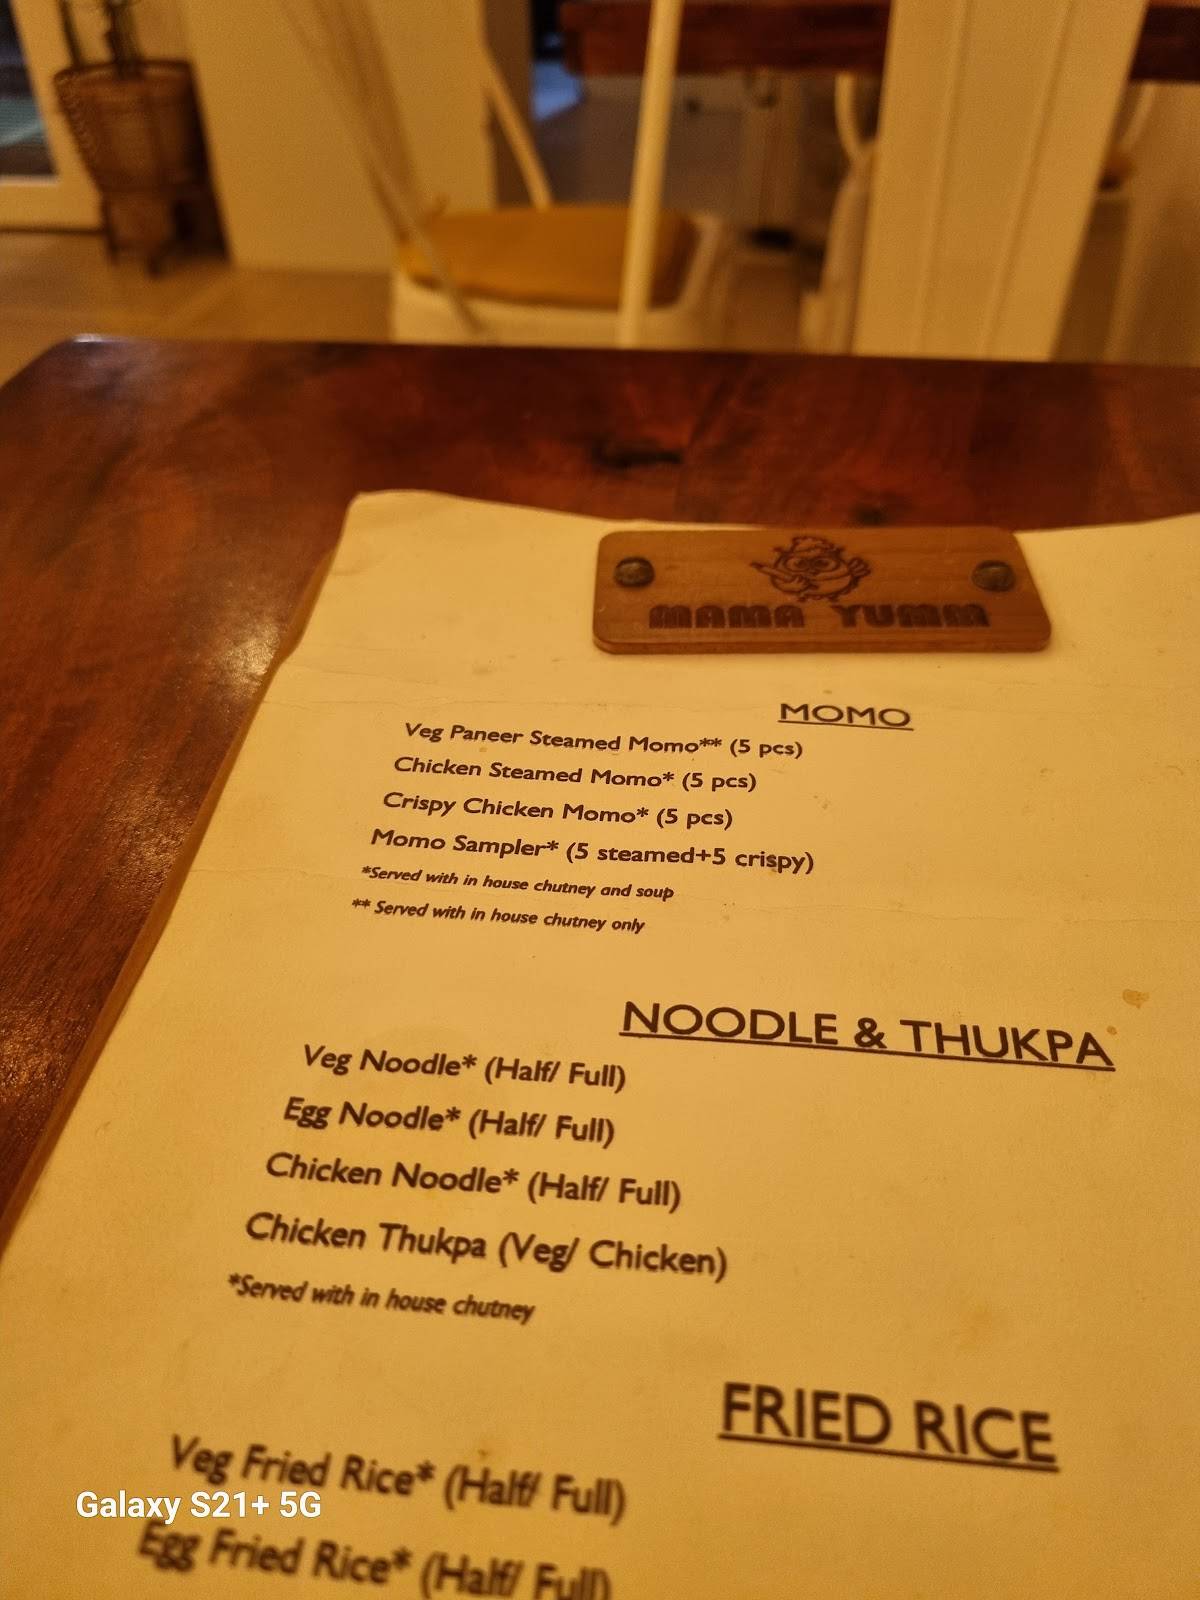 MAMA YUMM
MOMO
Veg Paneer Steamed Momo** (5 pcs)
Chicken Steamed Momo* (5 pcs)
Crispy Chicken Momo* (5 pcs)
Momo Sampler* (5 steamed+5 crispy)
*Served with in house chutney and soup
** Served with in house chutney only
NOODLE & THUKPA
Veg Noodle* (Half/ Full)
Egg Noodle* (Half/ Full)
Chicken Noodle* (Half/ Full)
Chicken Thukpa (Veg/ Chicken)
*Served with in house chutney
FRIED RICE
Veg Fried Rice* (Half/ Full)
Egg Fried Rice* (Half/ Full)
Galaxy S21+ 5G